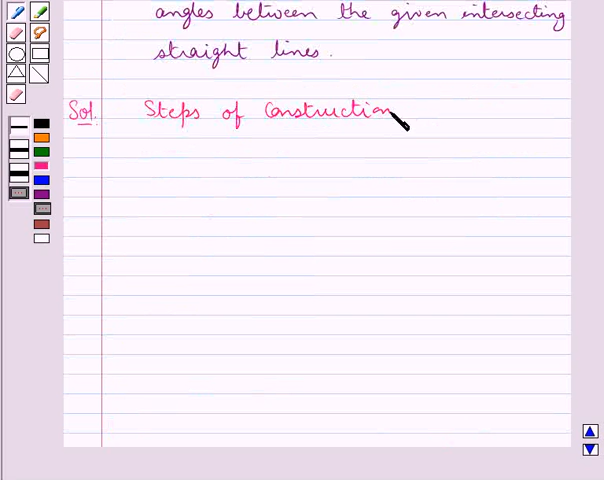 angles between the given intersecting
straight lines.
Sol. Steps of Construction